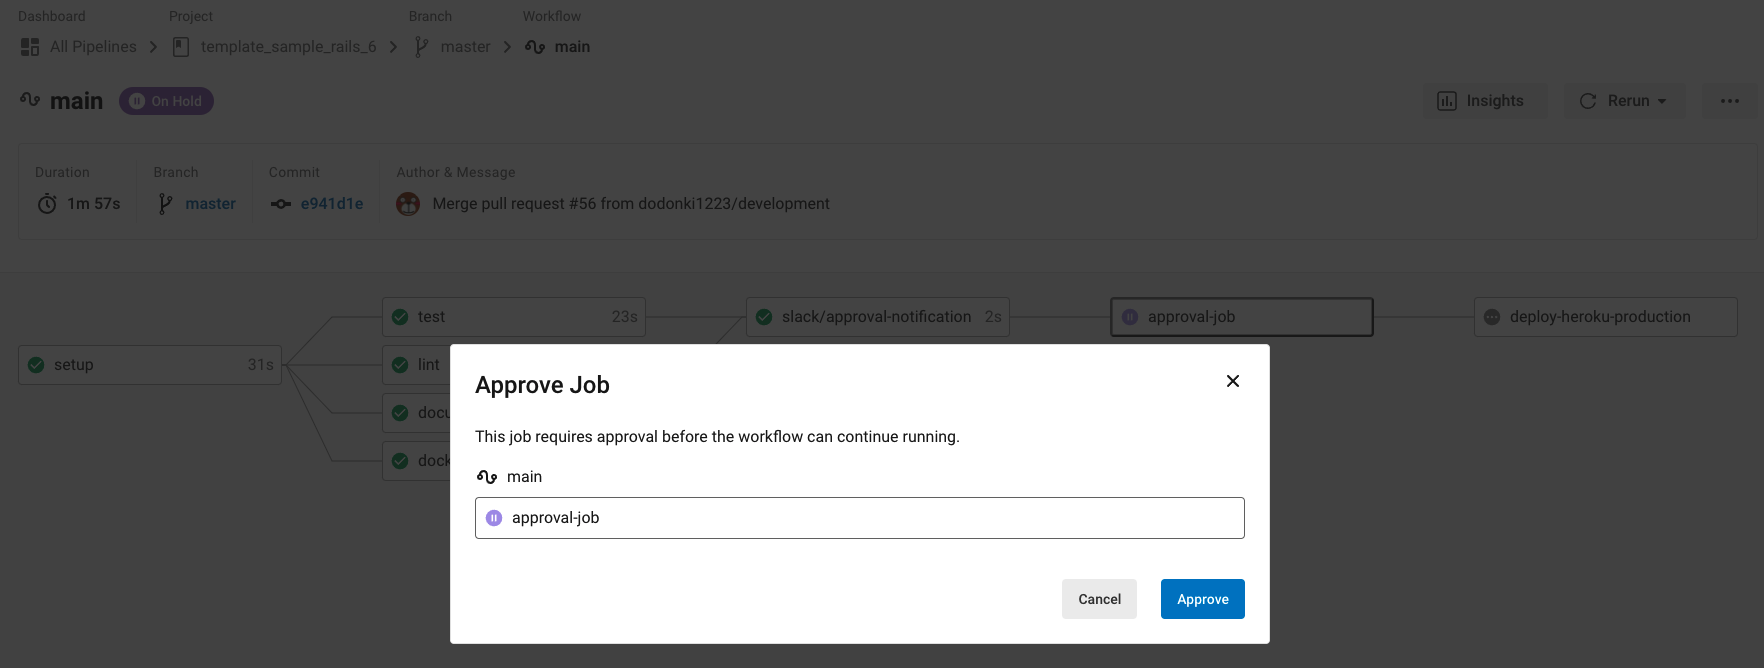 Dashboard Project Branch Workflow
All Pipelines template_sample_rails_6 master main
main On Hold Insights Rerun
Duration Branch Commit Author & Message
1m 57s master e941d1e Merge pull request #56 from dodonki1223/development
test 23s slack/approval-notification 2s approval-job deploy-heroku-production
setup 31s lint
docu
dock
Approve Job
This job requires approval before the workflow can continue running.
main
approval-job
Cancel Approve